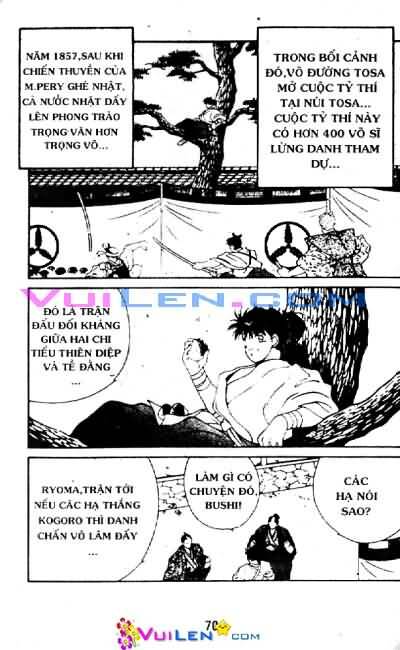 NĂM 1857,SAU KHI
CHIẾN THUYỀN CỦA
M.PERY GHÉ NHẬT,
CẢ NƯỚC NHẬT DẤY
LÊN PHONG TRÀO
TRỌNG VĂN HƠN
TRỌNG VÕ...
TRONG BỐI CẢNH
ĐÓ,VÕ ĐƯỜNG TOSA
MỞ CUỘC TỶ THÍ
TẠI NÚI TOSA...
CUỘC TỶ THÍ NÀY
CÓ HƠN 400 VÕ SĨ
LỪNG DANH THAM
DỰ...
ĐÓ LÀ TRẬN
ĐẤU ĐỐI KHÁNG
GIỮA HAI CHI
TIỂU THIÊN DIỆP
VÀ TỀ ĐẰNG
...
VUILEN.COM
RYOMA,TRẬN TỚI
NẾU CÁC HẠ THẮNG
KOGORO THÌ DANH
CHẤN VÕ LÂM ĐẤY
...
LÀM GÌ CÓ
CHUYỆN ĐÓ,
BUSHI!
CÁC
HẠ NÓI
SAO?
VUILEN.COM